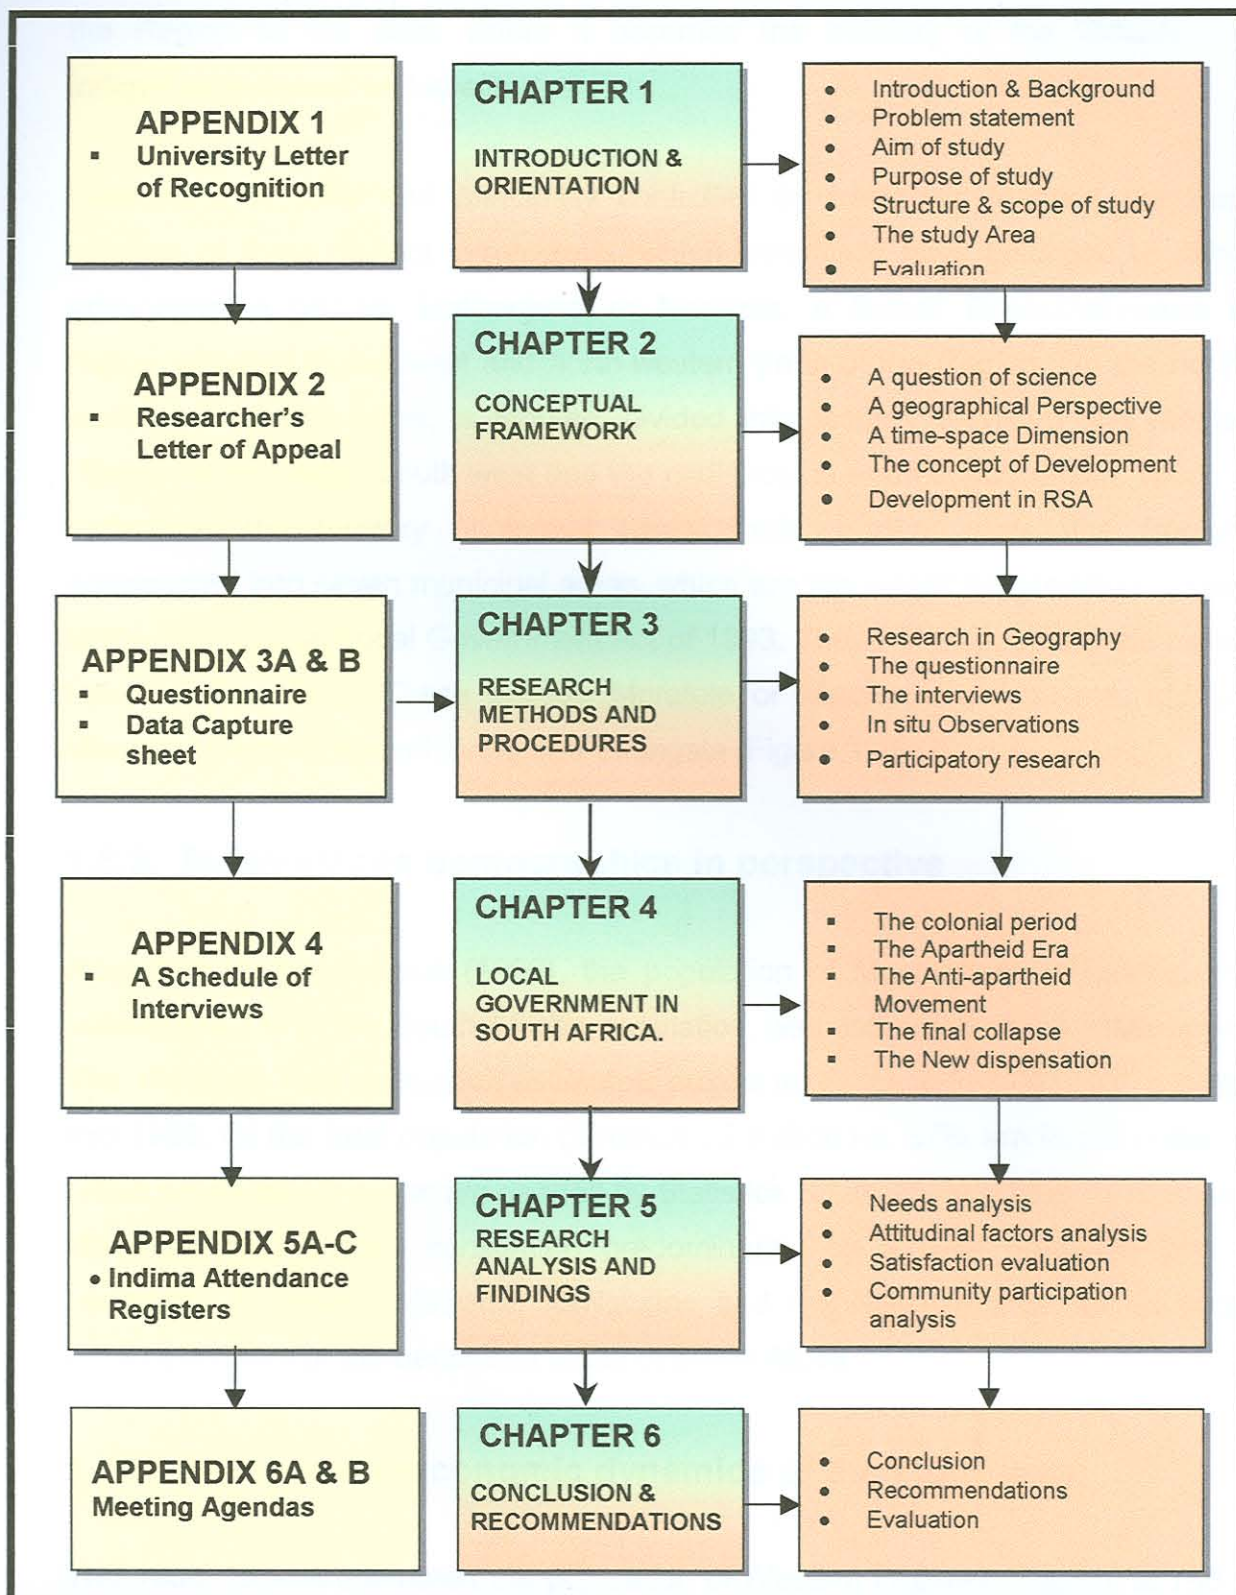 APPENDIX 1
▪ University Letter
of Recognition
CHAPTER 1
INTRODUCTION &
ORIENTATION
• Introduction & Background
• Problem statement
• Aim of study
• Purpose of study
• Structure & scope of study
• The study Area
• Evaluation
APPENDIX 2
▪ Researcher's
Letter of Appeal
CHAPTER 2
CONCEPTUAL
FRAMEWORK
• A question of science
• A geographical Perspective
• A time-space Dimension
• The concept of Development
• Development in RSA
APPENDIX 3A & B
▪ Questionnaire
▪ Data Capture
sheet
CHAPTER 3
RESEARCH
METHODS AND
PROCEDURES
• Research in Geography
• The questionnaire
• The interviews
• In situ Observations
• Participatory research
APPENDIX 4
▪ A Schedule of
Interviews
CHAPTER 4
LOCAL
GOVERNMENT IN
SOUTH AFRICA.
▪ The colonial period
▪ The Apartheid Era
▪ The Anti-apartheid
Movement
▪ The final collapse
▪ The New dispensation
APPENDIX 5A-C
• Indima Attendance
Registers
CHAPTER 5
RESEARCH
ANALYSIS AND
FINDINGS
• Needs analysis
• Attitudinal factors analysis
• Satisfaction evaluation
• Community participation
analysis
APPENDIX 6A & B
Meeting Agendas
CHAPTER 6
CONCLUSION &
RECOMMENDATIONS
• Conclusion
• Recommendations
• Evaluation